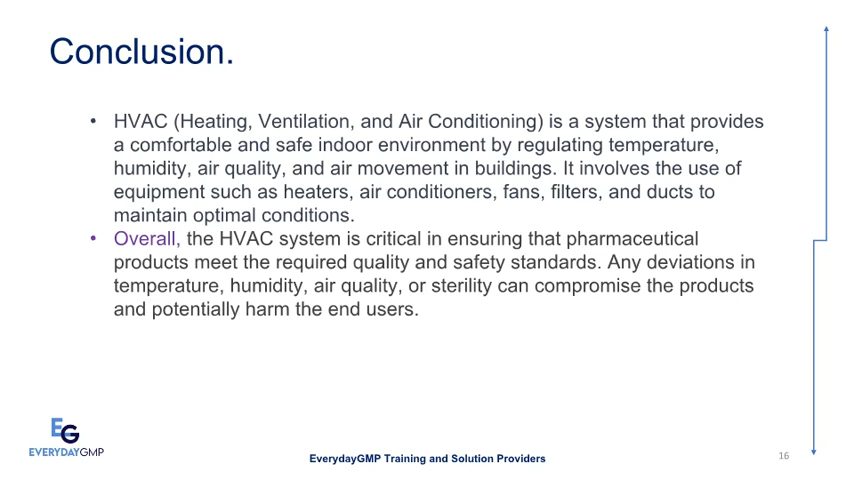 Conclusion.
• HVAC (Heating, Ventilation, and Air Conditioning) is a system that provides
a comfortable and safe indoor environment by regulating temperature,
humidity, air quality, and air movement in buildings. It involves the use of
equipment such as heaters, air conditioners, fans, filters, and ducts to
maintain optimal conditions.
• Overall, the HVAC system is critical in ensuring that pharmaceutical
products meet the required quality and safety standards. Any deviations in
temperature, humidity, air quality, or sterility can compromise the products
and potentially harm the end users.
EG
EVERYDAYGMP
EverydayGMP Training and Solution Providers
16